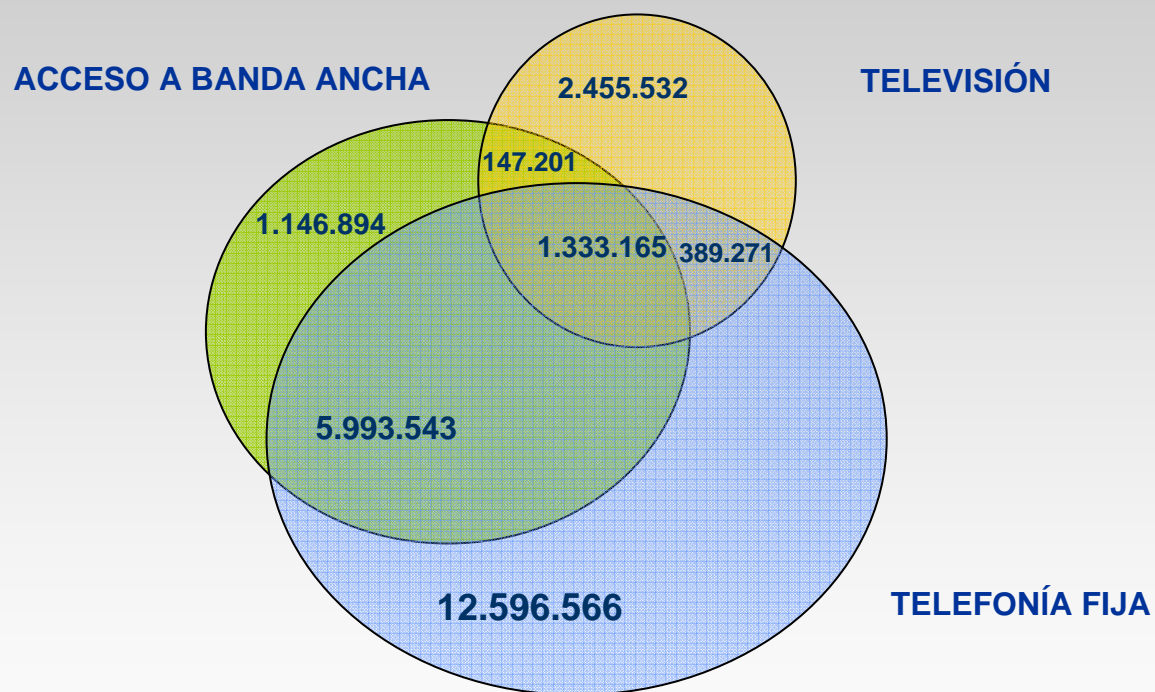 ACCESO A BANDA ANCHA
TELEVISIÓN
2.455.532
147.201
1.146.894
1.333.165
389.271
5.993.543
12.596.566
TELEFONÍA FIJA